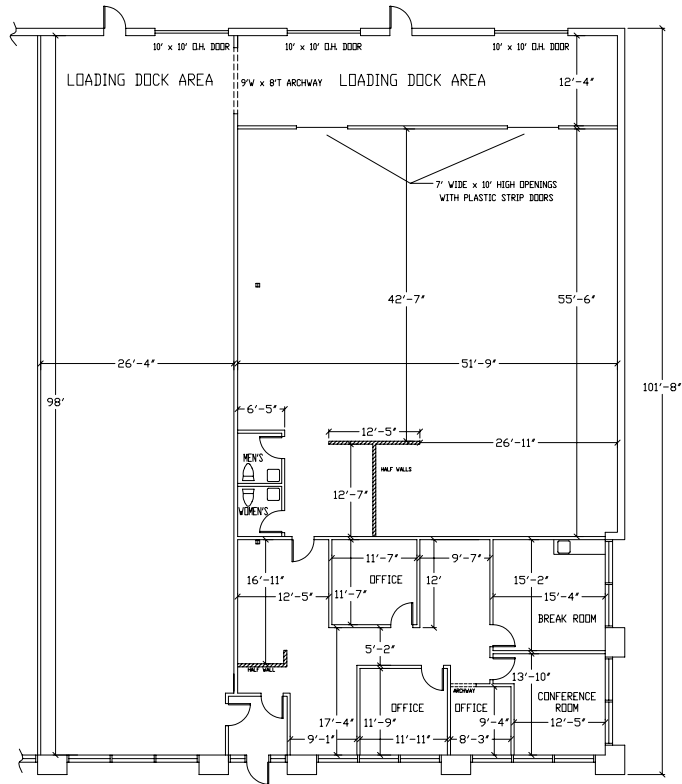 10' x 10' O.H. DOOR
10' x 10' O.H. DOOR
10' x 10' O.H. DOOR
LOADING DOCK AREA
9'W x 8'T ARCHWAY
LOADING DOCK AREA
12'-4"
7' WIDE x 10' HIGH OPENINGS
WITH PLASTIC STRIP DOORS
42'-7"
55'-6"
26'-4"
51'-9"
101'-8"
98'
6'-5"
12'-5"
26'-11"
MEN'S
HALF WALLS
12'-7"
WOMEN'S
11'-7"
9'-7"
16'-11"
OFFICE
12'
15'-2"
12'-5"
11'-7"
15'-4"
BREAK ROOM
5'-2"
HALF WALL
13'-10"
ARCHWAY
CONFERENCE
ROOM
OFFICE
OFFICE
17'-4"
11'-9"
9'-4"
12'-5"
9'-1"
11'-11"
8'-3"